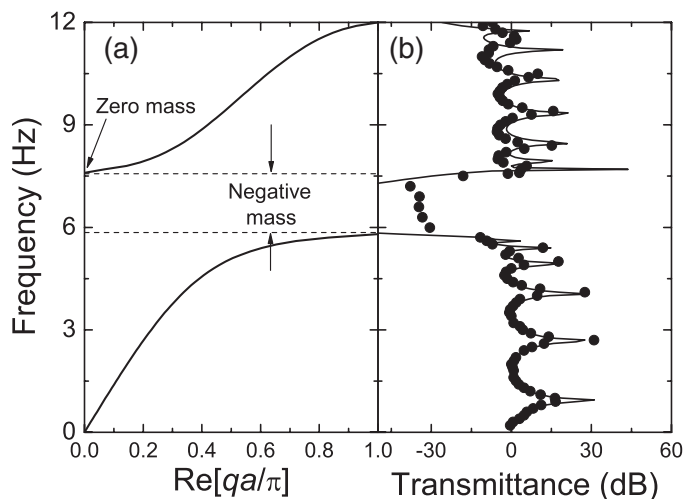 (a)
(b)
Zero mass
Negative
mass
Frequency (Hz)
12
9
6
3
0
0.0 0.2 0.4 0.6 0.8 1.0
-30 0 30 60
Re[qa/π]
Transmittance (dB)